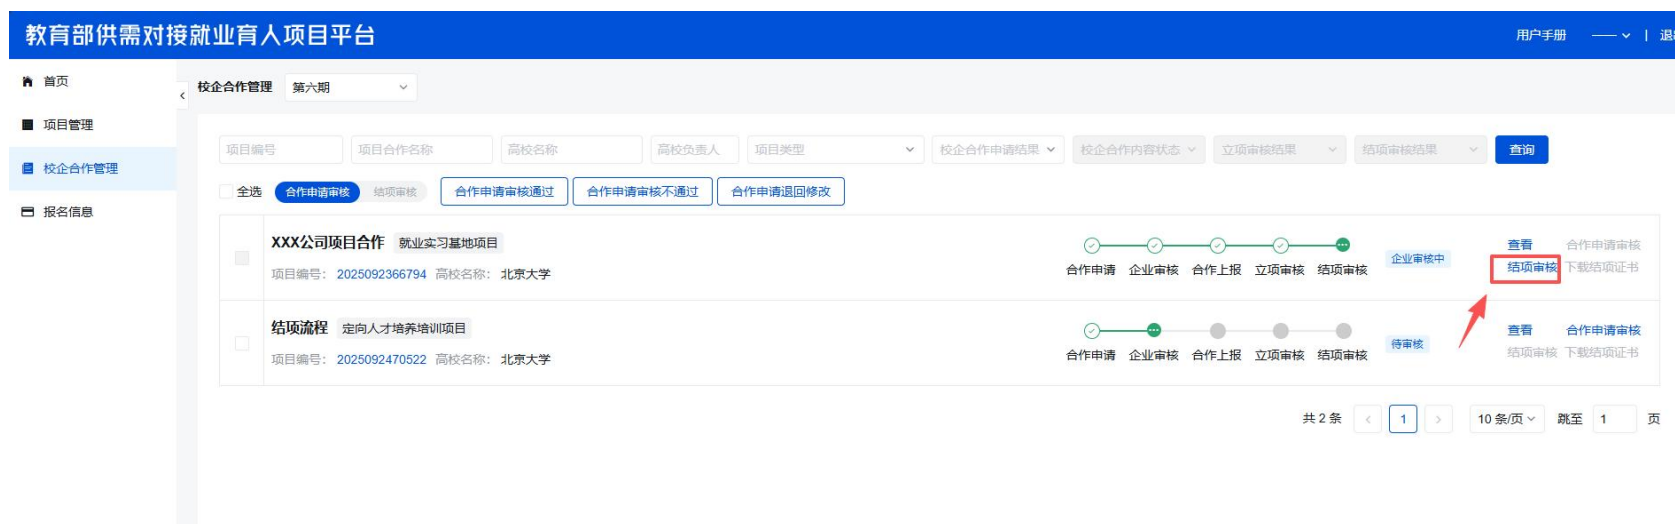 教育部供需对接就业育人项目平台
用户手册 | 退
首页
项目管理
校企合作管理
报名信息
校企合作管理 第六期
项目编号 项目合作名称 高校名称 高校负责人 项目类型 校企合作申请结果 校企合作内容状态 立项审核结果 结项审核结果 查询
全选 合作申请审核 结项审核 合作申请审核通过 合作申请审核不通过 合作申请退回修改
XXX公司项目合作 就业实习基地项目
项目编号: 2025092366794 高校名称: 北京大学
合作申请 企业审核 合作上报 立项审核 结项审核
企业审核中
查看 合作申请审核
结项审核 下载结项证书
结项流程 定向人才培养培训项目
项目编号: 2025092470522 高校名称: 北京大学
合作申请 企业审核 合作上报 立项审核 结项审核
待审核
查看 合作申请审核
结项审核 下载结项证书
共 2 条 < 1 > 10 条/页 跳至 1 页